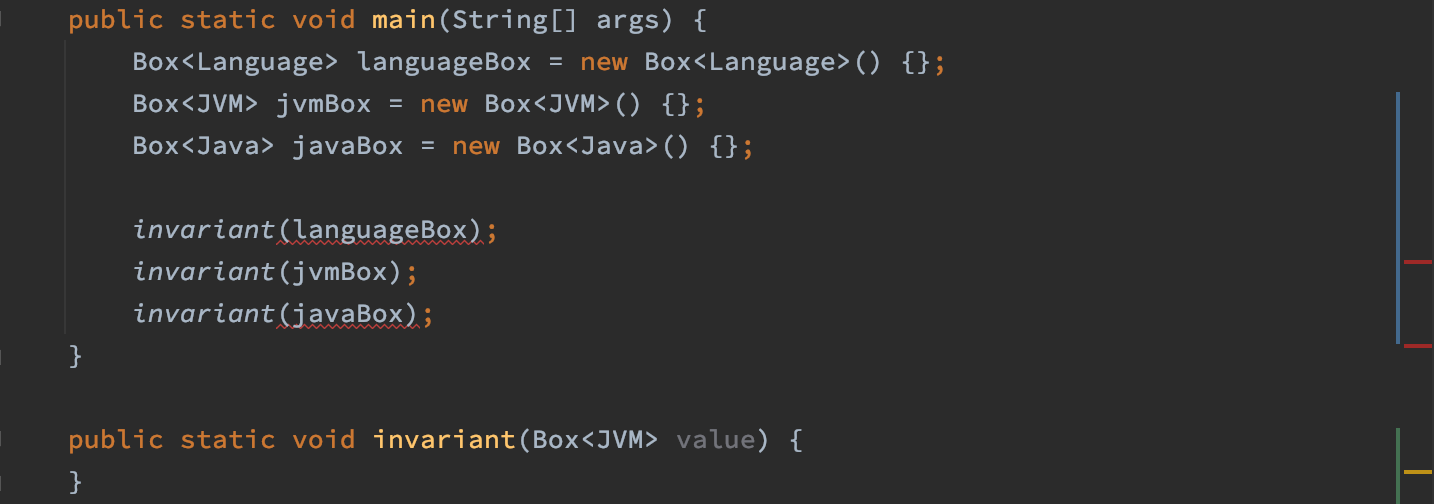 public static void main(String[] args) {
    Box<Language> languageBox = new Box<Language>() {};
    Box<JVM> jvmBox = new Box<JVM>() {};
    Box<Java> javaBox = new Box<Java>() {};

    invariant(languageBox);
    invariant(jvmBox);
    invariant(javaBox);
}

public static void invariant(Box<JVM> value) {
}